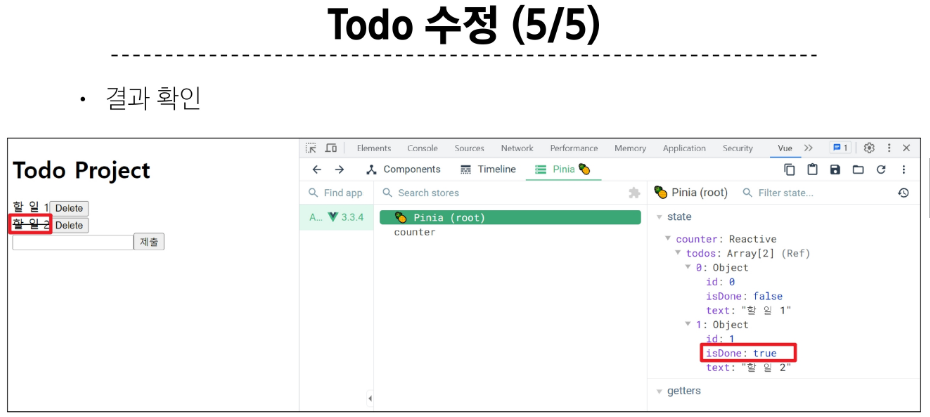 Todo 수정 (5/5)
• 결과 확인
Todo Project
할 일 1 Delete
할 일 2 Delete
제출
Elements Console Sources Network Performance Memory Application Security Vue 1
Components Timeline Pinia
Find app Search stores
A... 3.3.4
Pinia (root)
counter
Pinia (root) Filter state...
state
counter: Reactive
todos: Array[2] (Ref)
0: Object
id: 0
isDone: false
text: "할 일 1"
1: Object
id: 1
isDone: true
text: "할 일 2"
getters